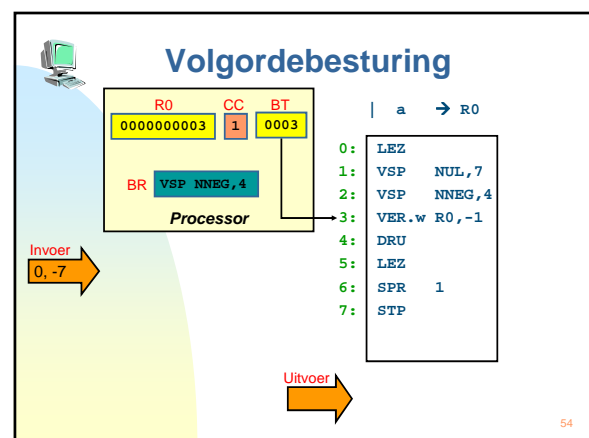 Volgordebesturing
R0 CC BT
0000000003 1 0003
BR VSP NNEG,4
Processor
| a → R0
0: LEZ
1: VSP NUL,7
2: VSP NNEG,4
3: VER.w R0,-1
4: DRU
5: LEZ
6: SPR 1
7: STP
Invoer
0, -7
Uitvoer
54